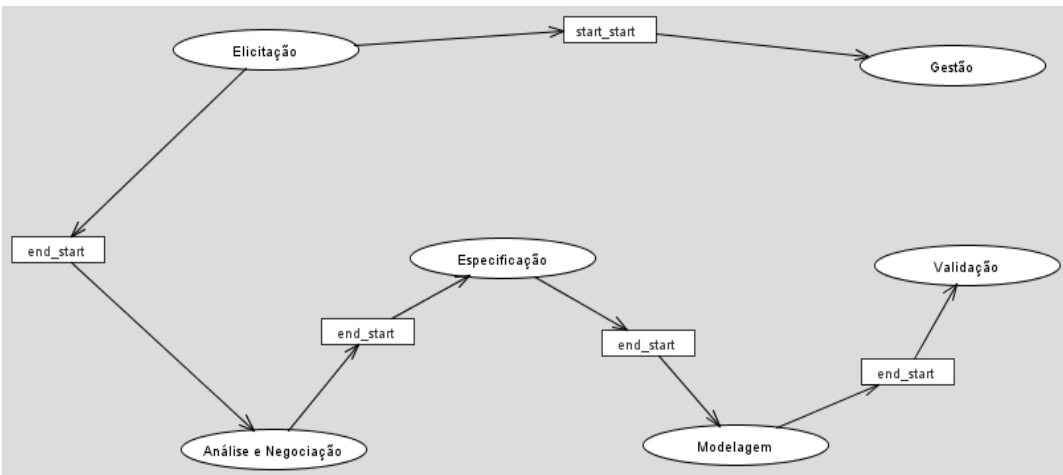 Elicitação
start_start
Gestão
end_start
Especificação
Validação
end_start
end_start
end_start
Análise e Negociação
Modelagem